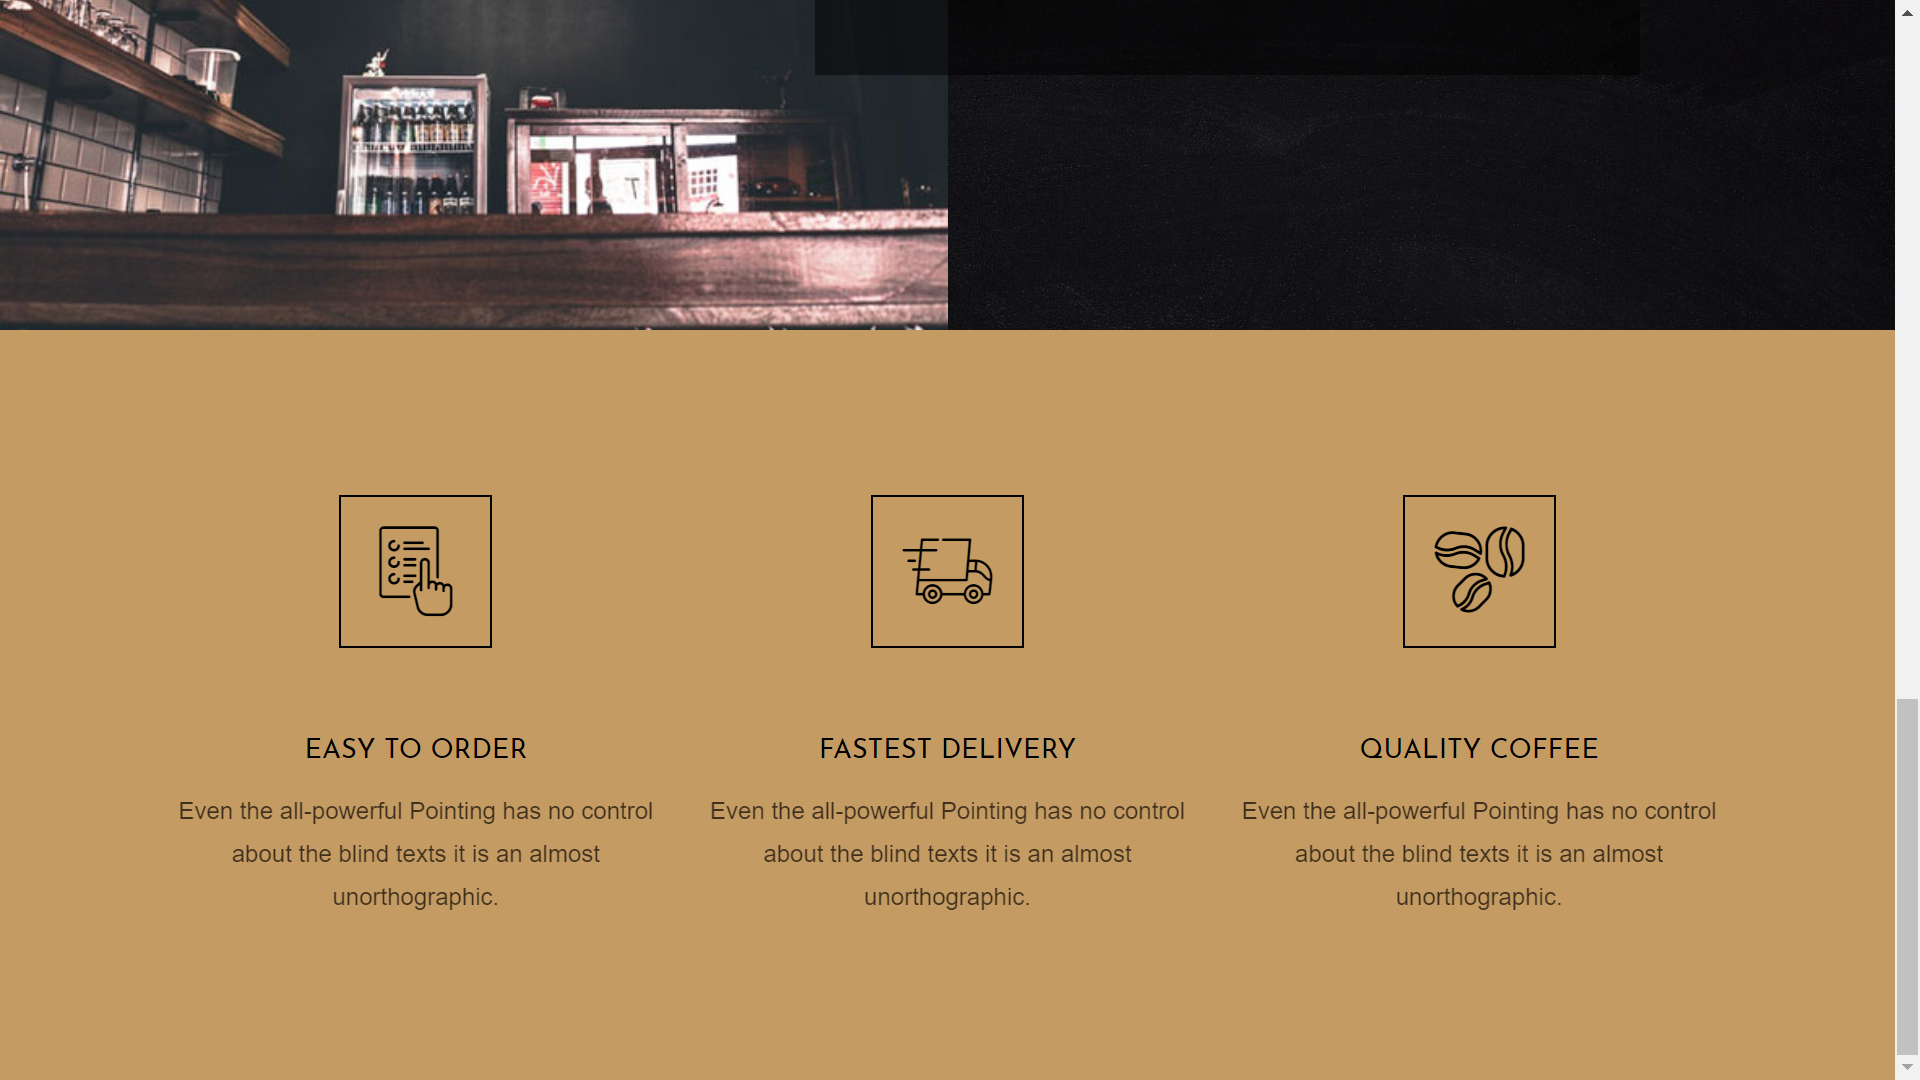 EASY TO ORDER
Even the all-powerful Pointing has no control
about the blind texts it is an almost
unorthographic.
FASTEST DELIVERY
Even the all-powerful Pointing has no control
about the blind texts it is an almost
unorthographic.
QUALITY COFFEE
Even the all-powerful Pointing has no control
about the blind texts it is an almost
unorthographic.